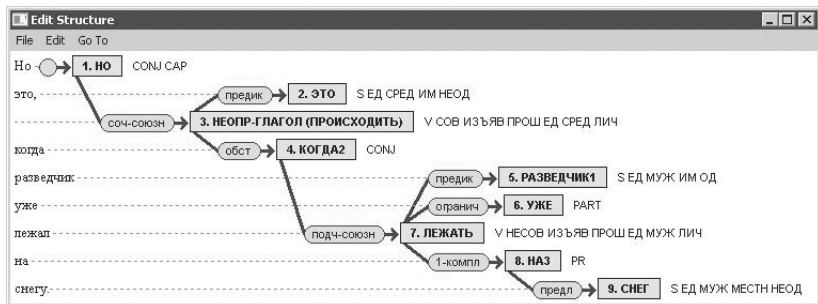 Edit Structure
File Edit Go To
Но 1. НО CONJ CAP
это, предик 2. ЭТО S ЕД СРЕД ИМ НЕОД
соч-союзн 3. НЕОПР-ГЛАГОЛ (ПРОИСХОДИТЬ) V СОВ ИЗЪЯВ ПРОШ ЕД СРЕД ЛИЧ
когда обст 4. КОГДА2 CONJ
разведчик предик 5. РАЗВЕДЧИК1 S ЕД МУЖ ИМ ОД
уже огранич 6. УЖЕ PART
лежал подч-союзн 7. ЛЕЖАТЬ V НЕСОВ ИЗЪЯВ ПРОШ ЕД МУЖ ЛИЧ
на 1-компл 8. НА3 PR
снегу. предл 9. СНЕГ S ЕД МУЖ МЕСТН НЕОД